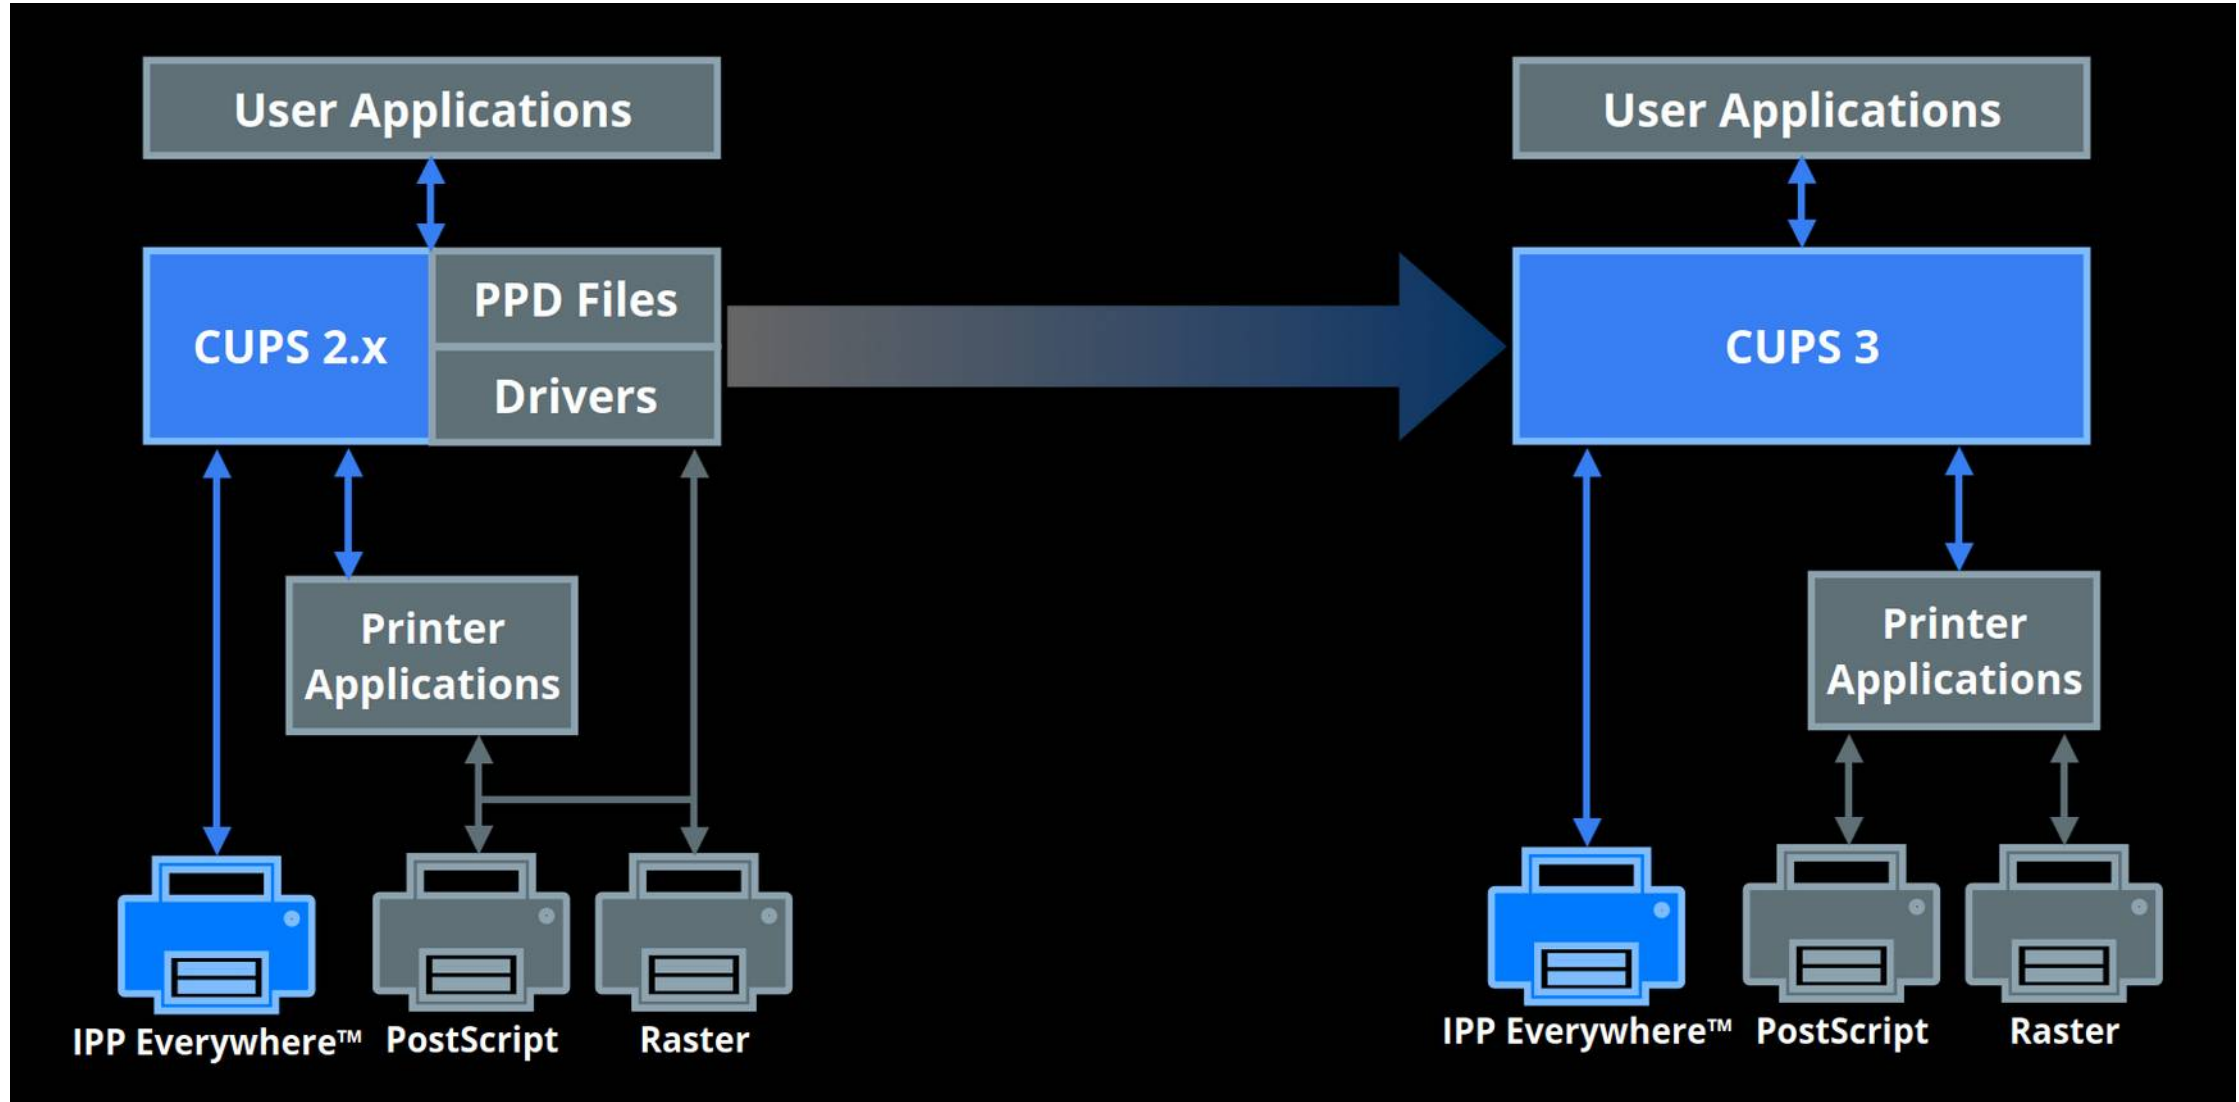 User Applications
CUPS 2.x
PPD Files
Drivers
Printer
Applications
IPP Everywhere™
PostScript
Raster
User Applications
CUPS 3
Printer
Applications
IPP Everywhere™
PostScript
Raster